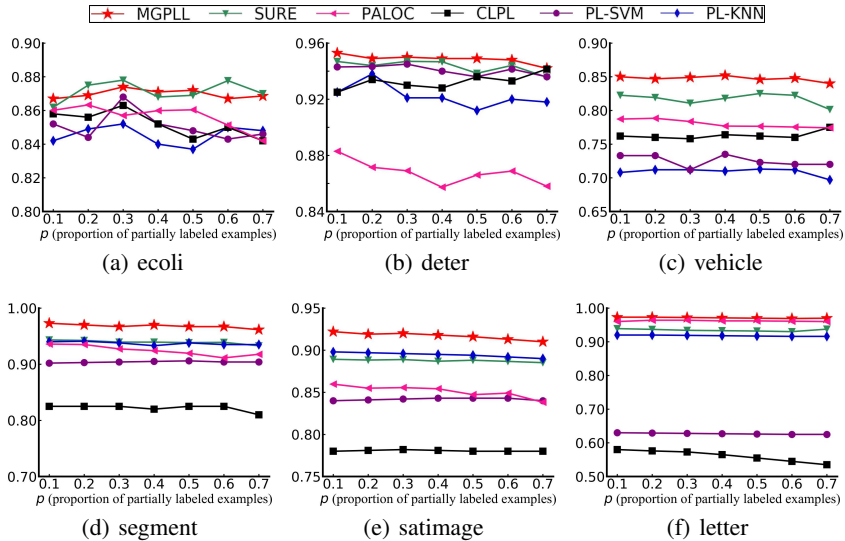 MGPLL SURE PALOC CLPL PL-SVM PL-KNN
0.90 0.96 0.90
0.88 0.85
0.92 0.80
0.86 0.75
0.84 0.88 0.70
0.82 0.65
0.80 0.84 0.60
0.1 0.2 0.3 0.4 0.5 0.6 0.7 0.1 0.2 0.3 0.4 0.5 0.6 0.7 0.1 0.2 0.3 0.4 0.5 0.6 0.7
p (proportion of partially labeled examples) p (proportion of partially labeled examples) p (proportion of partially labeled examples)
(a) ecoli (b) deter (c) vehicle
1.00 0.95 1.00
0.90
0.90 0.90 0.80
0.85 0.70
0.80 0.80 0.60
0.70 0.75 0.50
0.1 0.2 0.3 0.4 0.5 0.6 0.7 0.1 0.2 0.3 0.4 0.5 0.6 0.7 0.1 0.2 0.3 0.4 0.5 0.6 0.7
p (proportion of partially labeled examples) p (proportion of partially labeled examples) p (proportion of partially labeled examples)
(d) segment (e) satimage (f) letter